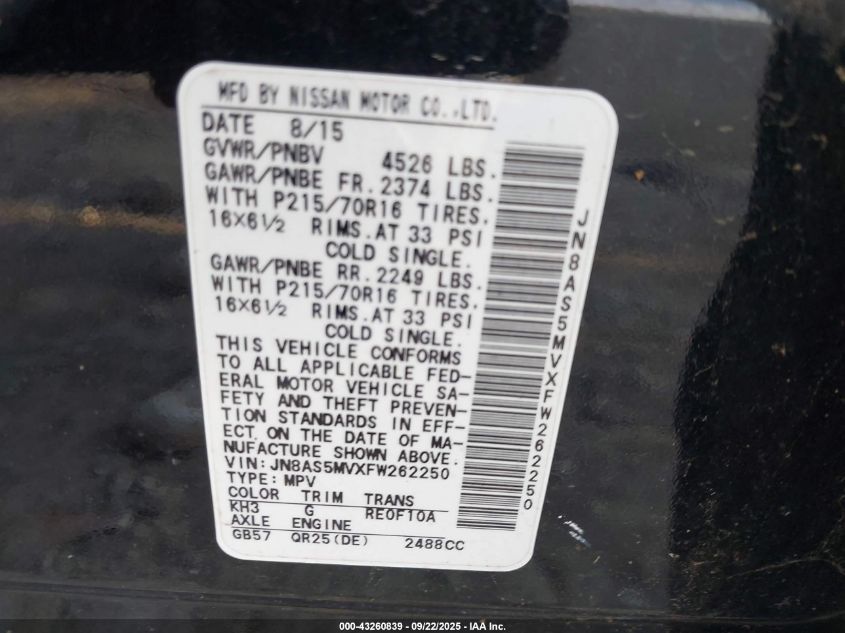 MFD BY NISSAN MOTOR CO.,LTD.
DATE 8/15
GVWR/PNBV 4526 LBS.
GAWR/PNBE FR. 2374 LBS.
WITH P215/70R16 TIRES.
16X6½ RIMS. AT 33 PSI
COLD SINGLE.
GAWR/PNBE RR. 2249 LBS.
WITH P215/70R16 TIRES.
16X6½ RIMS. AT 33 PSI
COLD SINGLE.
THIS VEHICLE CONFORMS
TO ALL APPLICABLE FED-
ERAL MOTOR VEHICLE SA-
FETY AND THEFT PREVEN-
TION STANDARDS IN EFF-
ECT ON THE DATE OF MA-
NUFACTURE SHOWN ABOVE.
VIN: JN8AS5MVXFW262250
TYPE: MPV
COLOR TRIM TRANS
KH3 G RE0F10A
AXLE ENGINE
GB57 QR25(DE) 2488CC
JN8AS5MVXFW262250
000-43260839 - 09/22/2025 - IAA Inc.